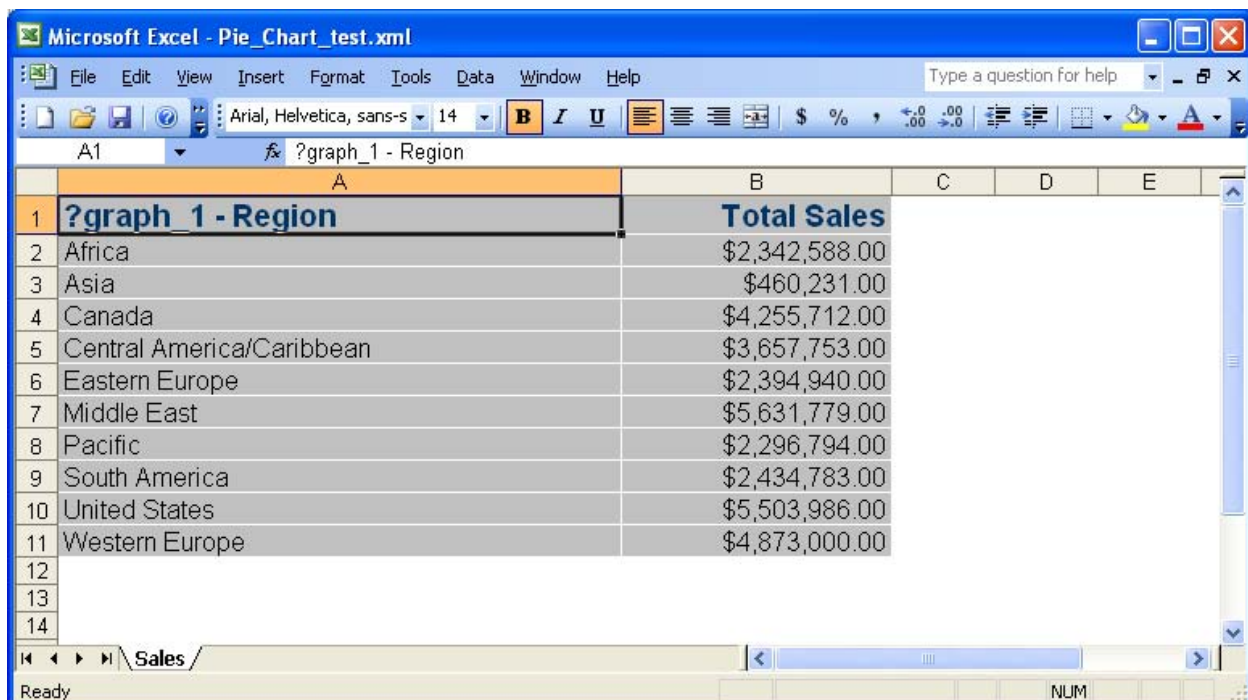 Microsoft Excel - Pie_Chart_test.xml
File Edit View Insert Format Tools Data Window Help Type a question for help
Arial, Helvetica, sans-s 14 B I U $ % , .00 .00
A1 fx ?graph_1 - Region
A B C D E
1 ?graph_1 - Region Total Sales
2 Africa $2,342,588.00
3 Asia $460,231.00
4 Canada $4,255,712.00
5 Central America/Caribbean $3,657,753.00
6 Eastern Europe $2,394,940.00
7 Middle East $5,631,779.00
8 Pacific $2,296,794.00
9 South America $2,434,783.00
10 United States $5,503,986.00
11 Western Europe $4,873,000.00
12
13
14
Sales
Ready NUM